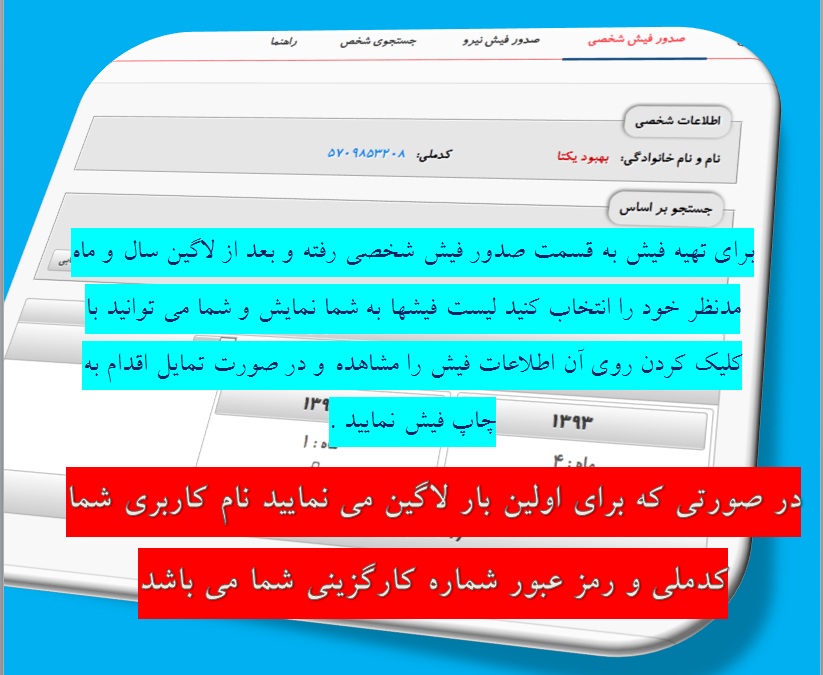 صدور فیش شخصی صدور فیش نیرو جستجوی شخص راهنما
اطلاعات شخصی
نام و نام خانوادگی: بهبود یکتا کدملی: ۵۷۰۹۸۵۳۲۰۸
جستجو بر اساس
برای تهیه فیش به قسمت صدور فیش شخصی رفته و بعد از لاگین سال و ماه
مدنظر خود را انتخاب کنید لیست فیشها به شما نمایش و شما می توانید با
کلیک کردن روی آن اطلاعات فیش را مشاهده و در صورت تمایل اقدام به
چاپ فیش نمایید .
۱۳۹۳
ماه : ۴ ماه : ۱
در صورتی که برای اولین بار لاگین می نمایید نام کاربری شما
کدملی و رمز عبور شماره کارگزینی شما می باشد